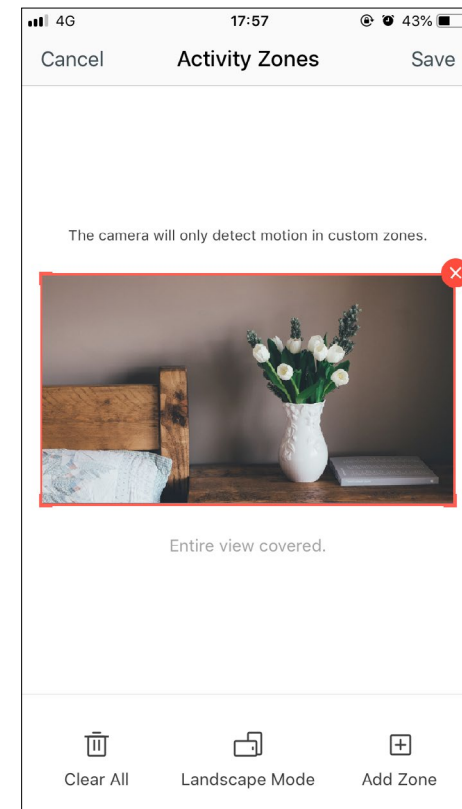 4G 17:57 43%
Cancel Activity Zones Save
The camera will only detect motion in custom zones.
Entire view covered.
Clear All Landscape Mode Add Zone